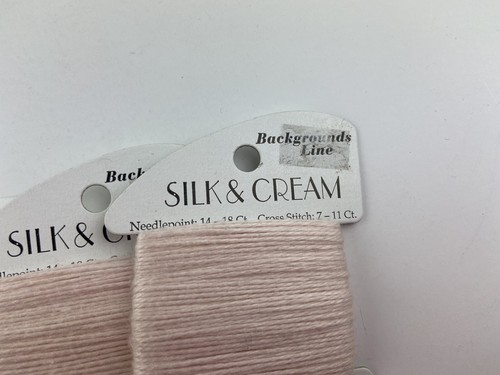 Backgrounds
Line
SILK & CREAM
Needlepoint: 14 - 18 Ct. Cross Stitch: 7 - 11 Ct.
Back
SILK & C